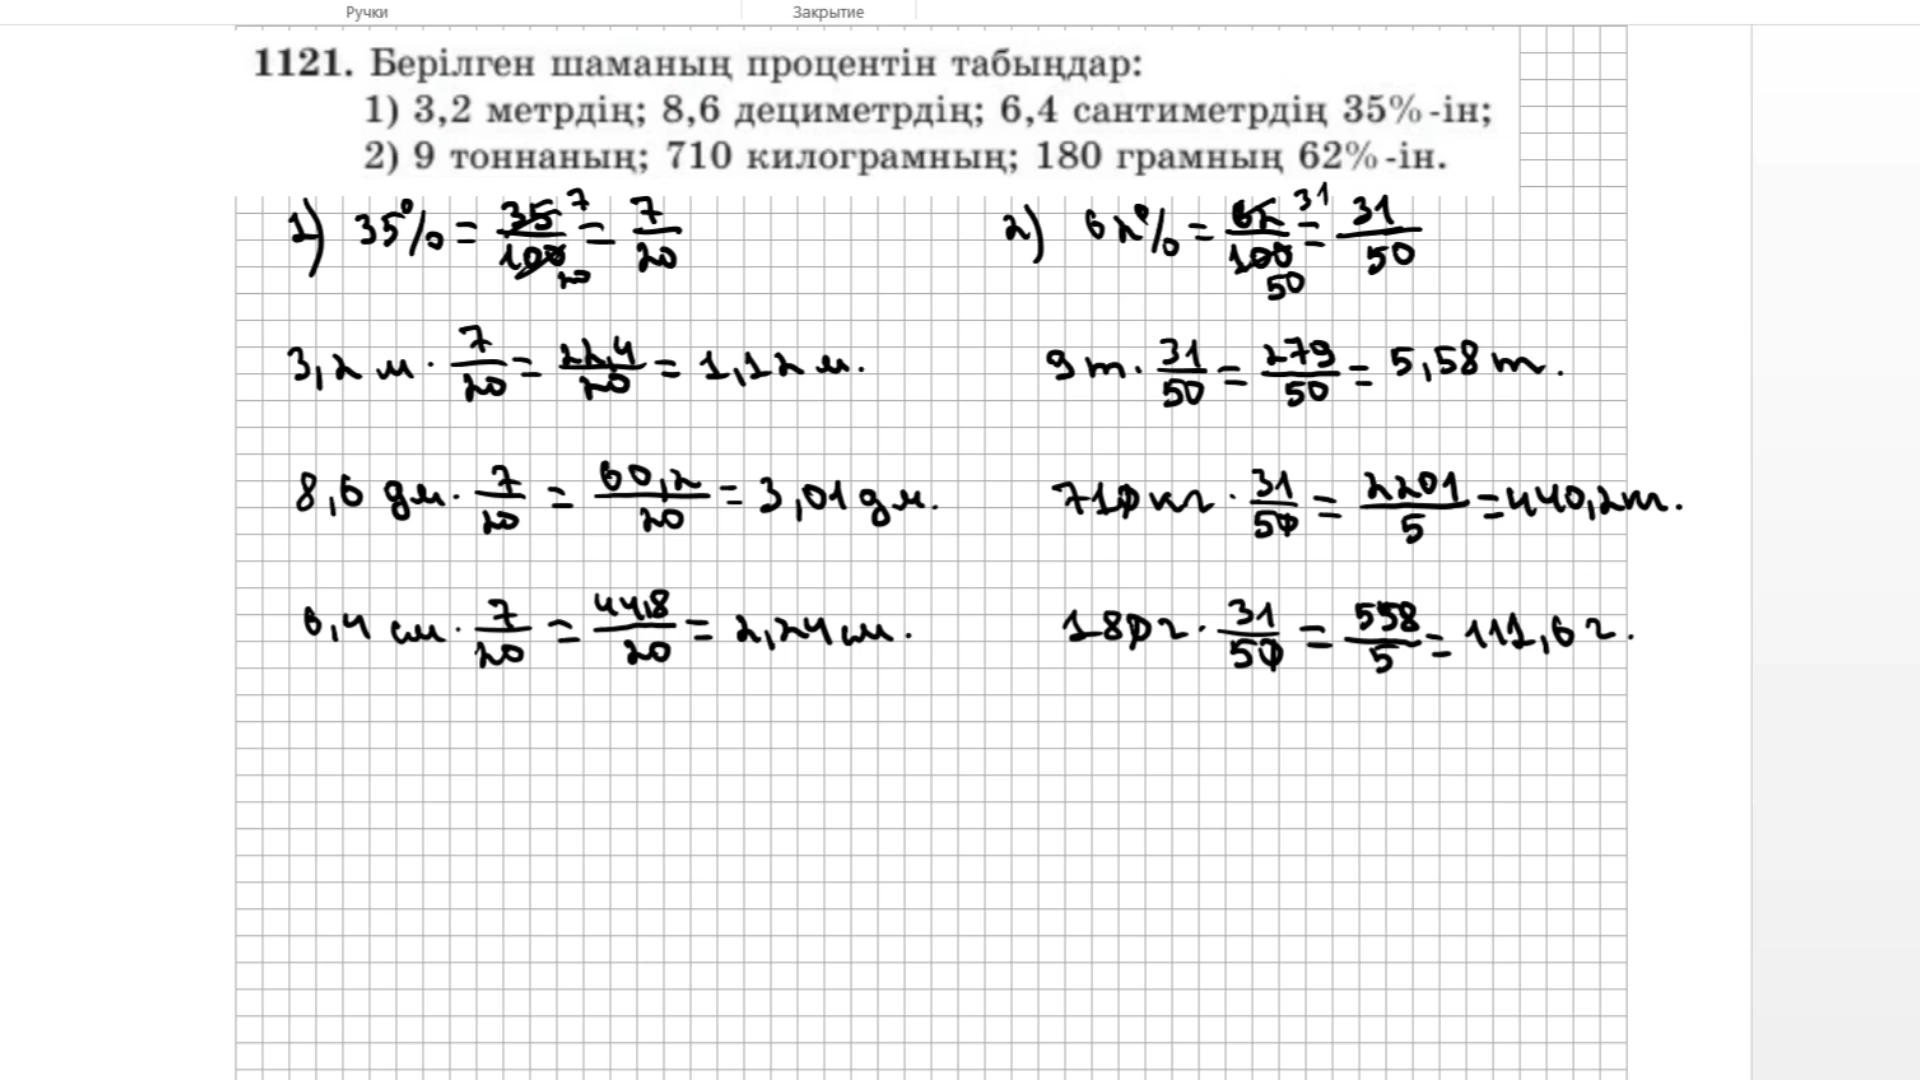 Ручки Закрытие
1121. Берілген шаманың процентін табыңдар:
1) 3,2 метрдің; 8,6 дециметрдің; 6,4 сантиметрдің 35%-ін;
2) 9 тоннаның; 710 килограмның; 180 грамның 62%-ін.
1) 35% = 35/100 7/20 = 7/20
3,2 м · 7/20 = 22,4/20 = 1,12 м.
8,6 дм · 7/20 = 60,2/20 = 3,01 дм.
6,4 см · 7/20 = 44,8/20 = 2,24 см.
2) 62% = 62/100 31/50 = 31/50
9 т · 31/50 = 279/50 = 5,58 т.
710 кг · 31/50 = 2201/5 = 440,2 т.
180 г · 31/50 = 558/5 = 111,6 г.